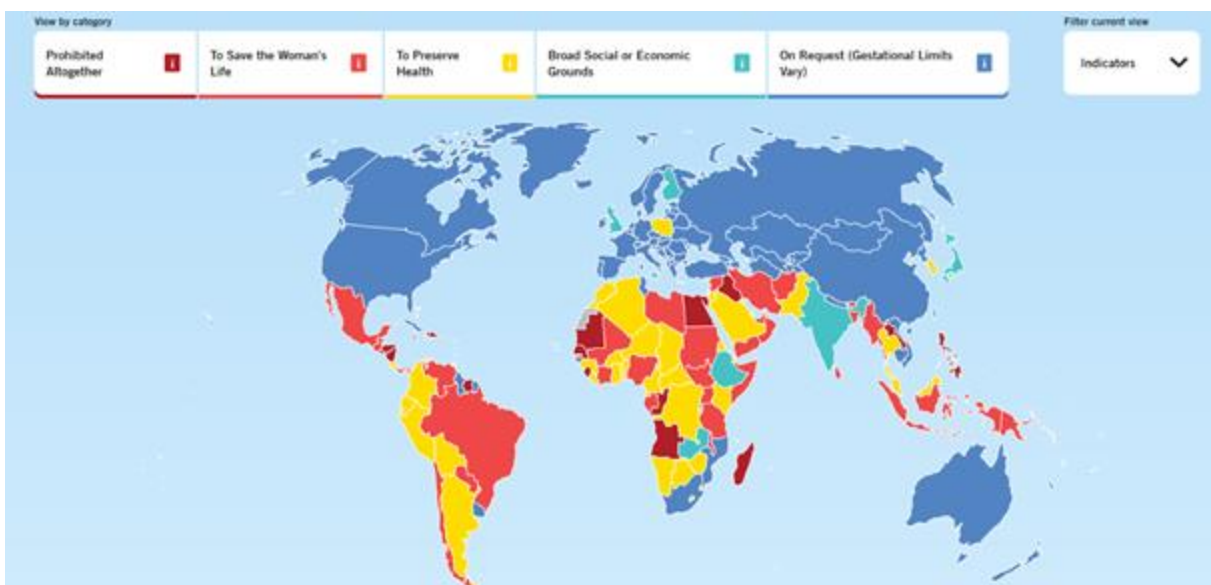 View by category
Filter current view
Prohibited
Altogether
i
To Save the Woman's
Life
i
To Preserve
Health
i
Broad Social or Economic
Grounds
i
On Request (Gestational Limits
Vary)
i
Indicators